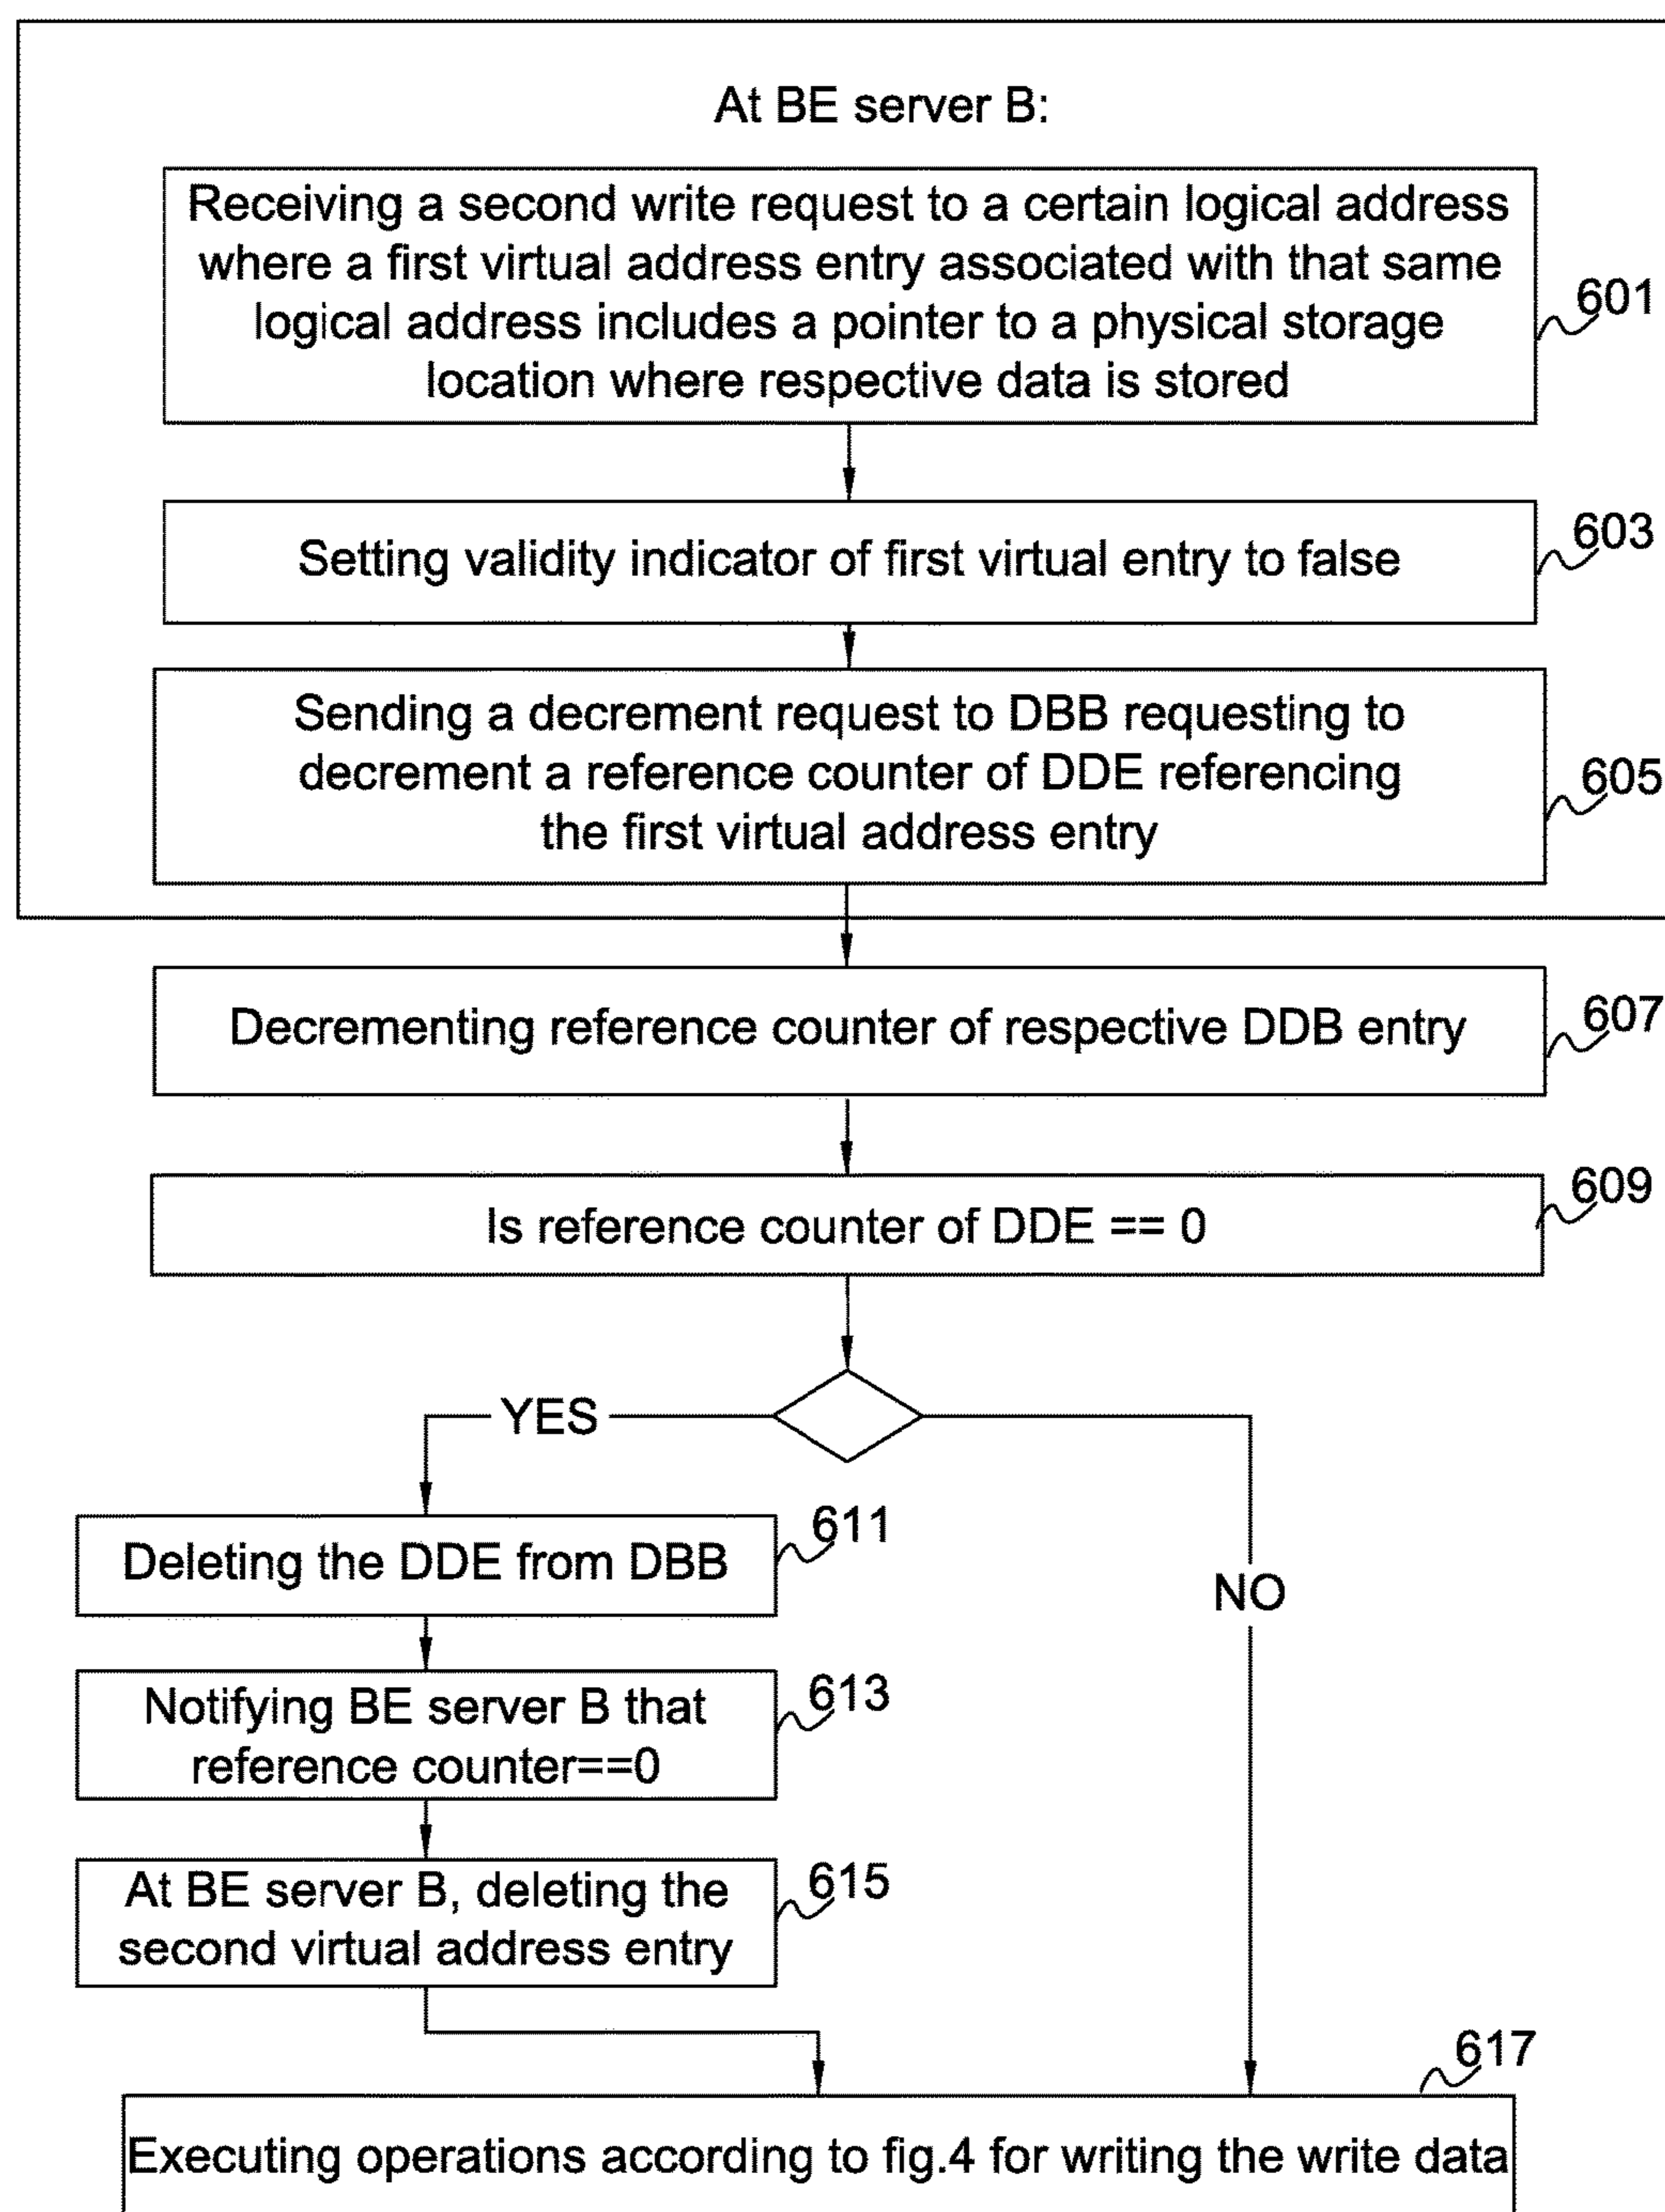 At BE server B:
Receiving a second write request to a certain logical address
where a first virtual address entry associated with that same
logical address includes a pointer to a physical storage
location where respective data is stored
601
Setting validity indicator of first virtual entry to false
603
Sending a decrement request to DBB requesting to
decrement a reference counter of DDE referencing
the first virtual address entry
605
Decrementing reference counter of respective DDB entry
607
Is reference counter of DDE == 0
609
YES
NO
Deleting the DDE from DBB
611
Notifying BE server B that
reference counter==0
613
At BE server B, deleting the
second virtual address entry
615
617
Executing operations according to fig.4 for writing the write data